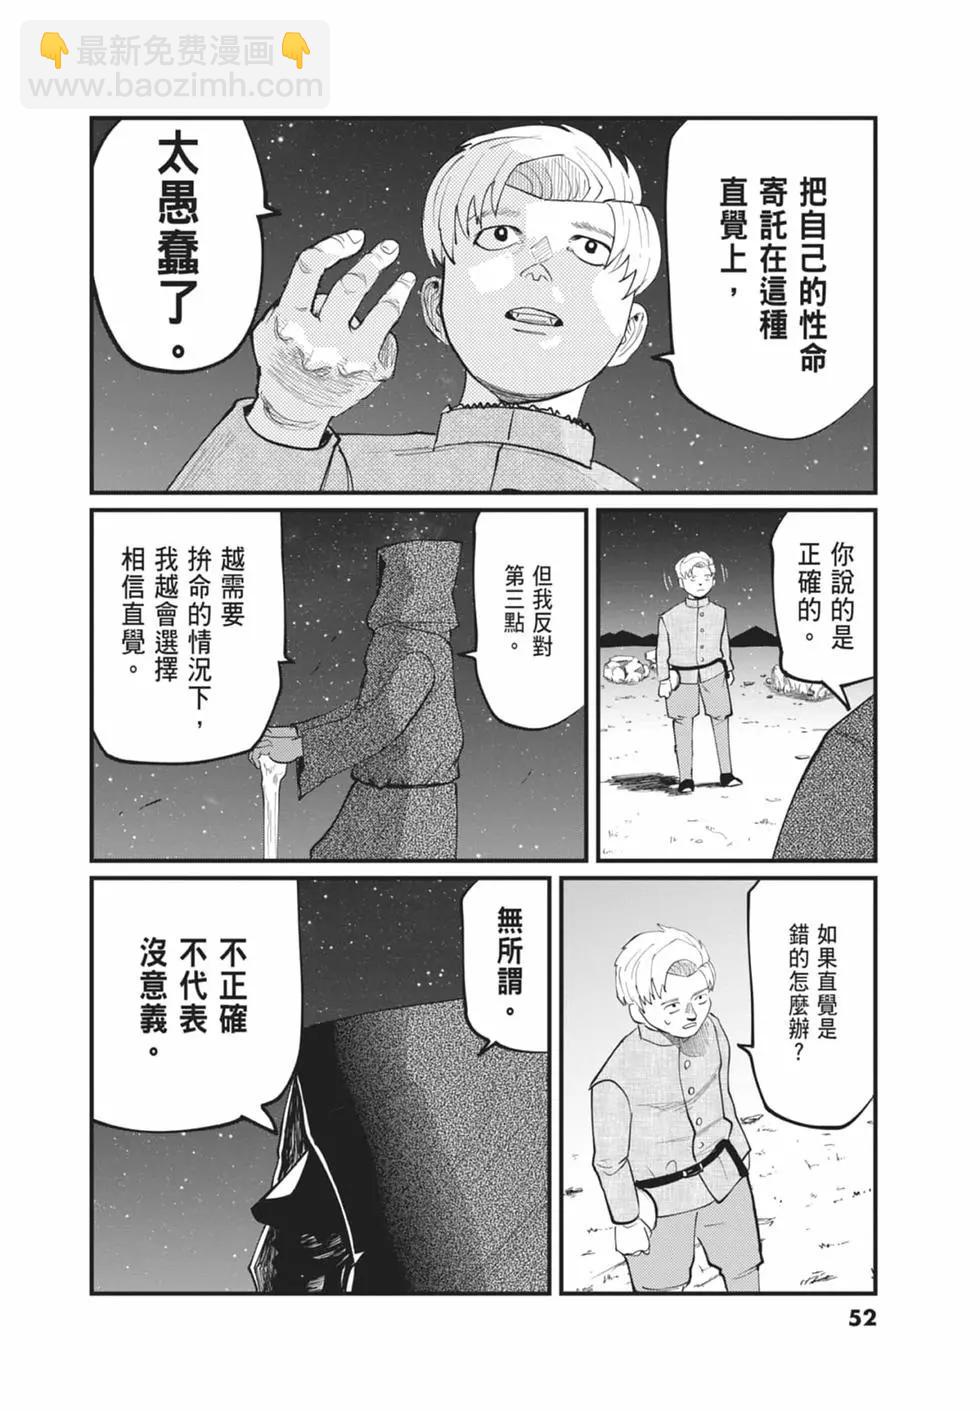 最新免费漫画
www.baozimh.com
把自己的性命
寄託在這種
直覺上，
太愚蠢了。
你說的是
正確的。
但我反對
第三點。
越需要
拚命的情況下，
我越會選擇
相信直覺。
如果直覺是
錯的怎麼辦？
無所謂。
不正確
不代表
沒意義。
52